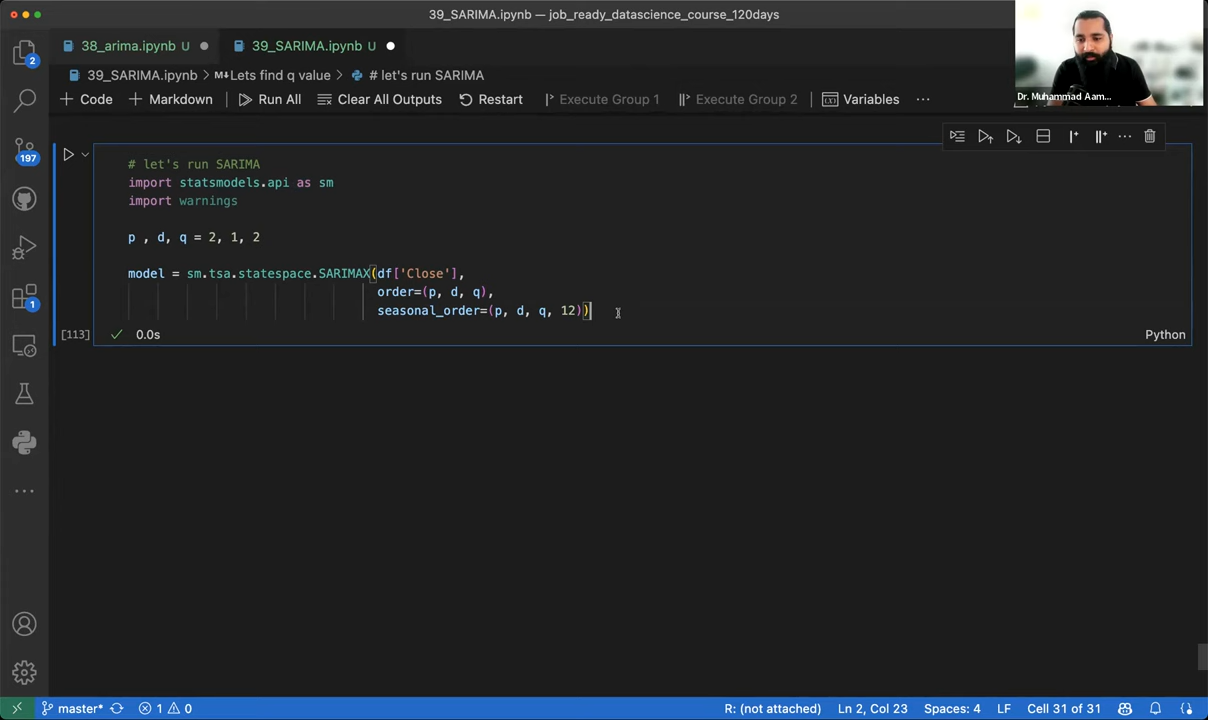 39_SARIMA.ipynb — job_ready_datascience_course_120days
38_arima.ipynb U
39_SARIMA.ipynb U
39_SARIMA.ipynb > M↓Lets find q value > # let's run SARIMA
+ Code + Markdown Run All Clear All Outputs Restart Execute Group 1 Execute Group 2 Variables ...
Dr. Muhammad Aam...
2
197
1
# let's run SARIMA
import statsmodels.api as sm
import warnings
p , d, q = 2, 1, 2
model = sm.tsa.statespace.SARIMAX(df['Close'],
order=(p, d, q),
seasonal_order=(p, d, q, 12))
[113] 0.0s Python
master* 1 0 R: (not attached) Ln 2, Col 23 Spaces: 4 LF Cell 31 of 31